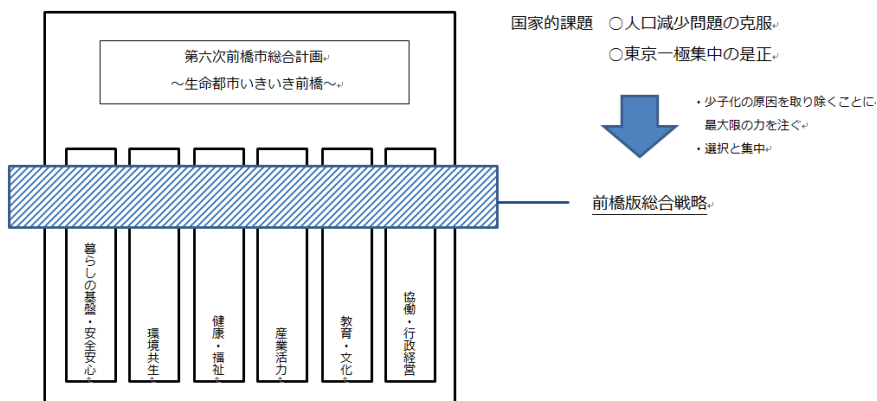 第六次前橋市総合計画
～生命都市いきいき前橋～
国家的課題　○人口減少問題の克服
○東京一極集中の是正
・少子化の原因を取り除くことに
最大限の力を注ぐ
・選択と集中
前橋版総合戦略
暮らしの基盤・安全安心
環境共生
健康・福祉
産業活力
教育・文化
協働・行政経営